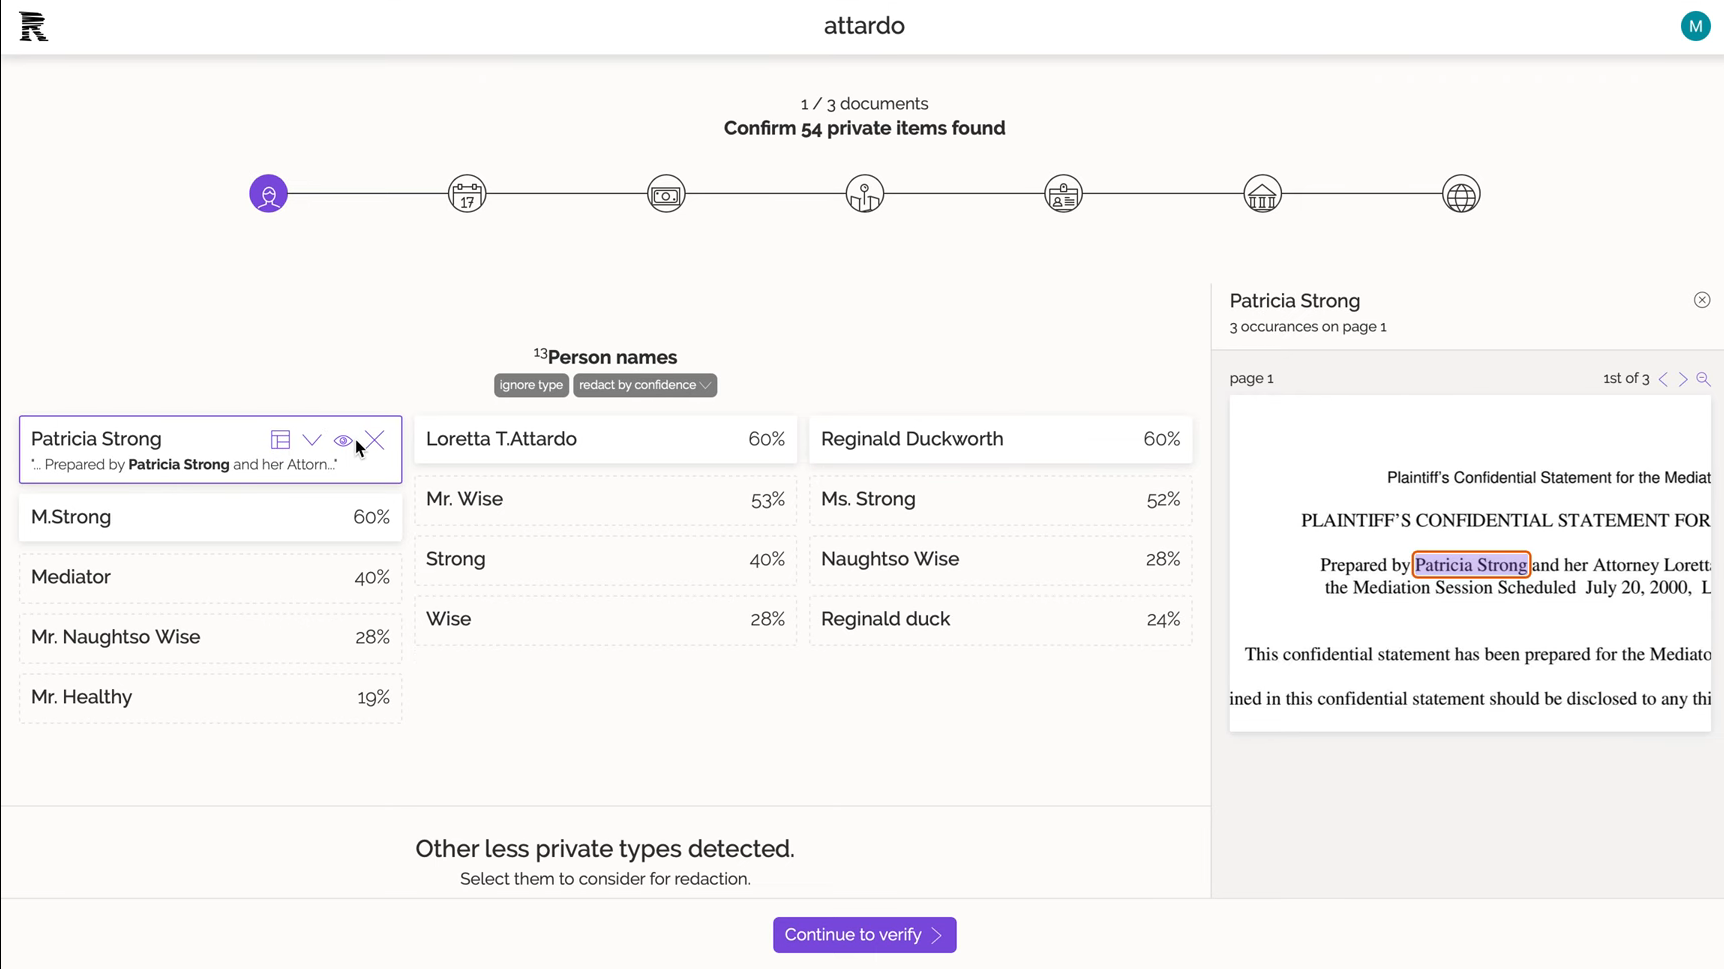 R
attardo
M
1 / 3 documents
Confirm 54 private items found
17
13Person names
ignore type
redact by confidence
Patricia Strong
"... Prepared by Patricia Strong and her Attorn..."
M.Strong
60%
Mediator
40%
Mr. Naughtso Wise
28%
Mr. Healthy
19%
Loretta T.Attardo
60%
Mr. Wise
53%
Strong
40%
Wise
28%
Reginald Duckworth
60%
Ms. Strong
52%
Naughtso Wise
28%
Reginald duck
24%
Other less private types detected.
Select them to consider for redaction.
Continue to verify
Patricia Strong
3 occurances on page 1
page 1
1st of 3
Plaintiff's Confidential Statement for the Mediat
PLAINTIFF'S CONFIDENTIAL STATEMENT FOR
Prepared by Patricia Strong and her Attorney Lorett
the Mediation Session Scheduled July 20, 2000, L
This confidential statement has been prepared for the Mediato
ined in this confidential statement should be disclosed to any thi